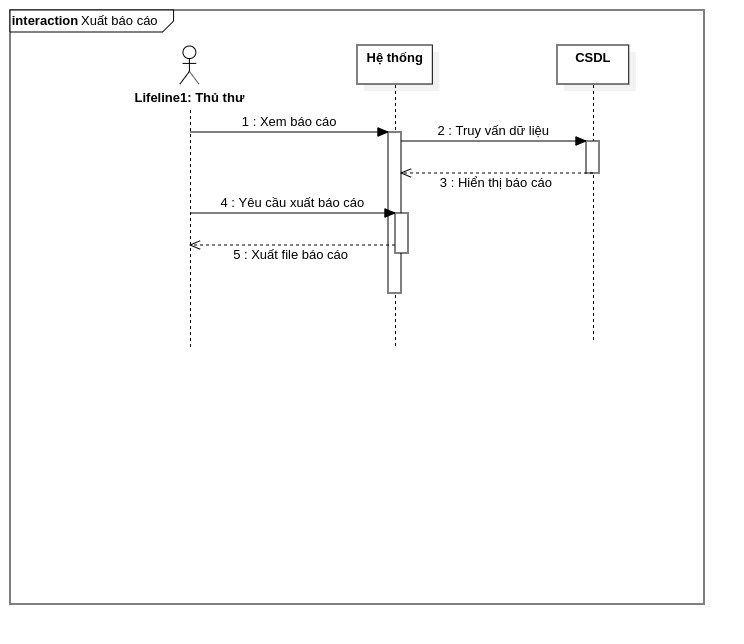 interaction Xuất báo cáo
Hệ thống
CSDL
Lifeline1: Thủ thư
1 : Xem báo cáo
2 : Truy vấn dữ liệu
3 : Hiển thị báo cáo
4 : Yêu cầu xuất báo cáo
5 : Xuất file báo cáo